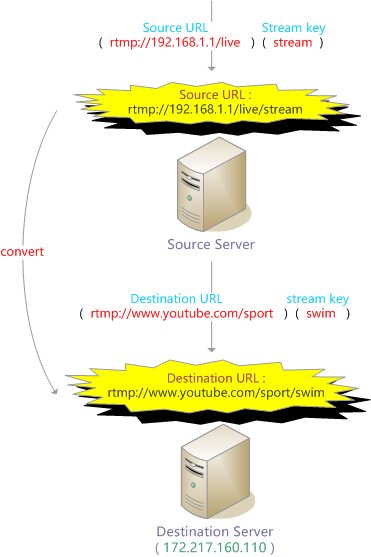 Source URL Stream key
( rtmp://192.168.1.1/live ) ( stream )
Source URL :
rtmp://192.168.1.1/live/stream
Source Server
convert
Destination URL stream key
( rtmp://www.youtube.com/sport ) ( swim )
Destination URL :
rtmp://www.youtube.com/sport/swim
Destination Server
( 172.217.160.110 )